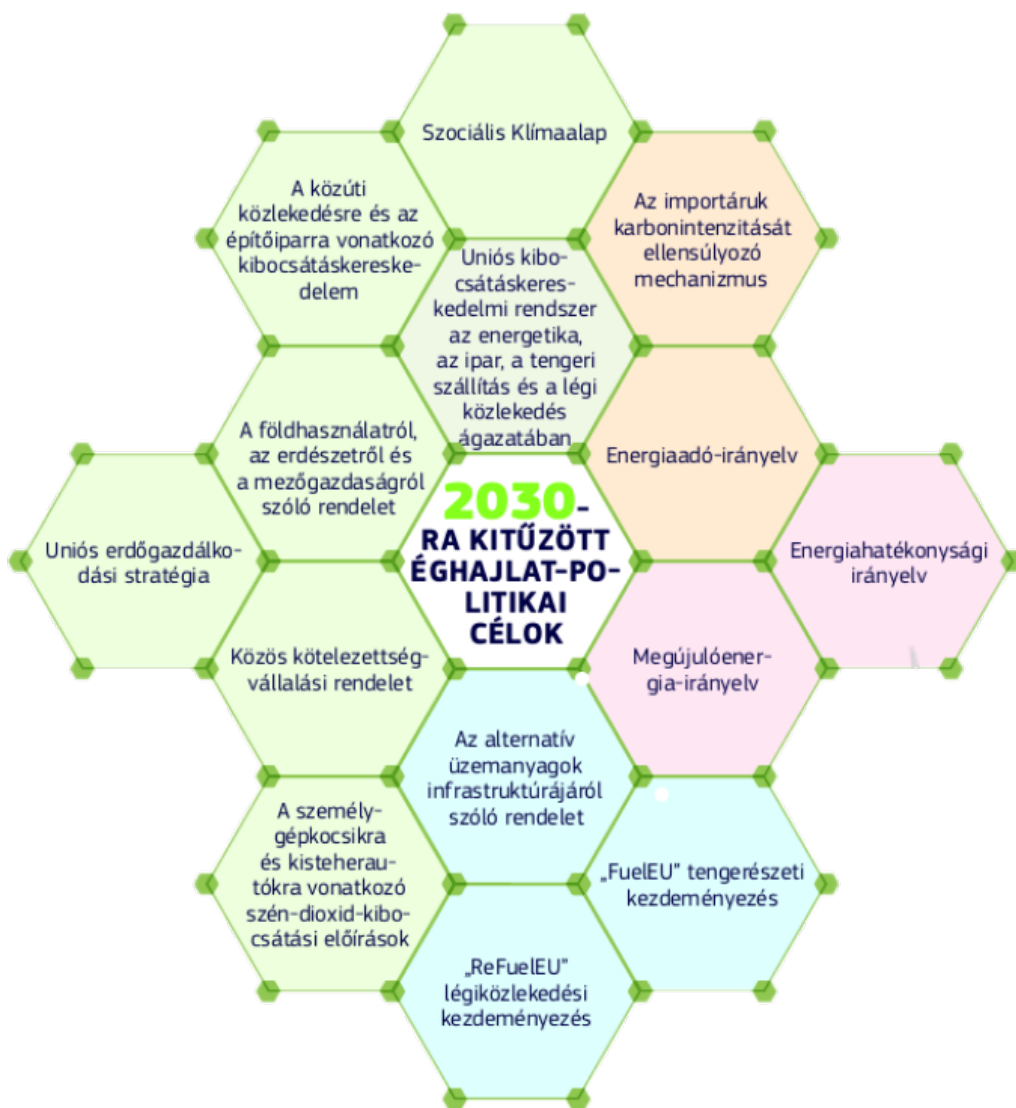 Szociális Klímaalap
A közúti
közlekedésre és az
építőiparra vonatkozó
kibocsátáskereske-
delem
Az importáruk
karbonintenzitását
ellensúlyozó
mechanizmus
Uniós kibo-
csátáskeres-
kedelmi rendszer
az energetika,
az ipar, a tengeri
szállítás és a légi
közlekedés
ágazatában
A földhasználatról,
az erdészetről és
a mezőgazdaságról
szóló rendelet
Energiaadó-irányelv
2030-
RA KITŰZÖTT
ÉGHAJLAT-PO-
LITIKAI
CÉLOK
Uniós erdőgazdálko-
dási stratégia
Energiahatékonysági
irányelv
Közös kötelezettség-
vállalási rendelet
Megújulóener-
gia-irányelv
Az alternatív
üzemanyagok
infrastruktúrájáról
szóló rendelet
A személy-
gépkocsikra
és kisteherau-
tókra vonatkozó
szén-dioxid-kibo-
csátási előírások
„FuelEU” tengerészeti
kezdeményezés
„ReFuelEU”
légiközlekedési
kezdeményezés